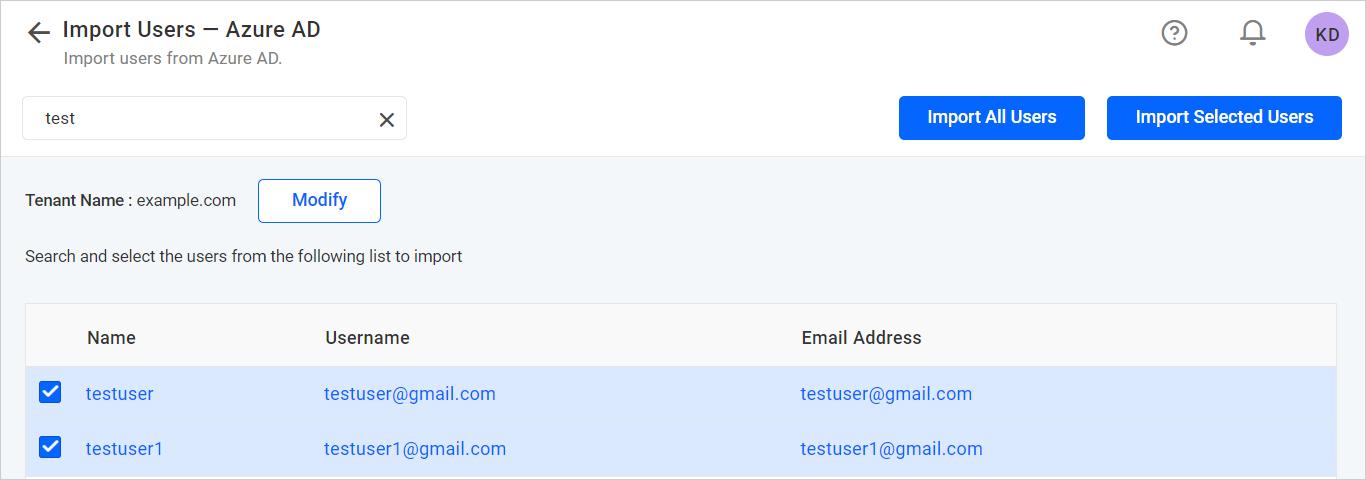 Import Users — Azure AD
Import users from Azure AD.
KD
test
Import All Users
Import Selected Users
Tenant Name : example.com
Modify
Search and select the users from the following list to import
Name Username Email Address
testuser testuser@gmail.com testuser@gmail.com
testuser1 testuser1@gmail.com testuser1@gmail.com